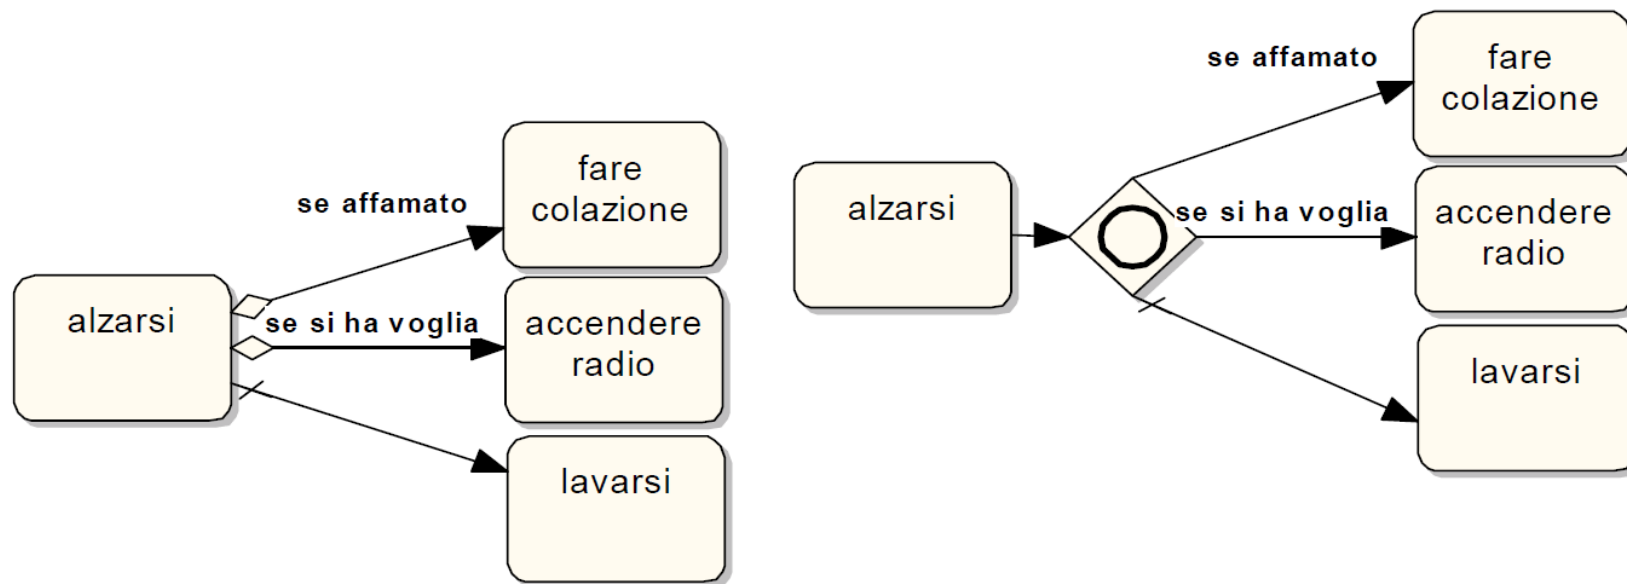 alzarsi
se affamato
fare
colazione
se si ha voglia
accendere
radio
lavarsi
alzarsi
se affamato
fare
colazione
se si ha voglia
accendere
radio
lavarsi